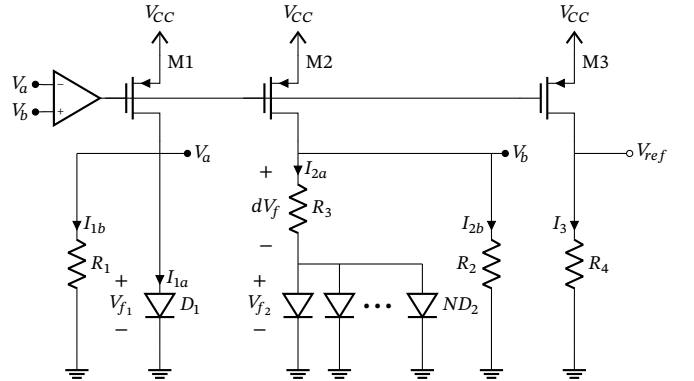 V_CC V_CC V_CC
M1 M2 M3
V_a −
V_b +
V_a V_b V_ref
+ I_2a
dV_f R_3
−
I_1b I_2b I_3
R_1 + I_1a + R_2 R_4
V_f1 D_1 V_f2 ••• ND_2
− −